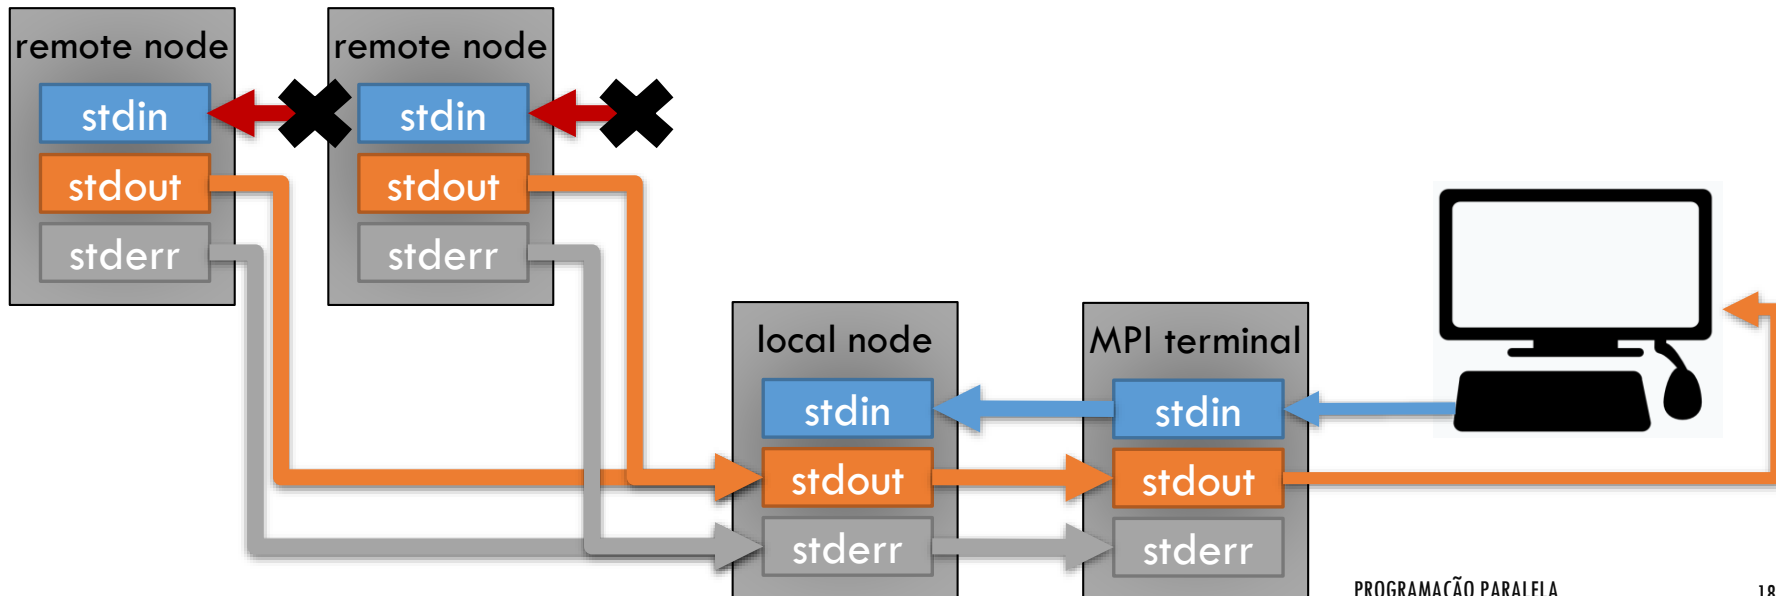 remote node
stdin
stdout
stderr
remote node
stdin
stdout
stderr
local node
stdin
stdout
stderr
MPI terminal
stdin
stdout
stderr
PROGRAMAÇÃO PARALELA
18